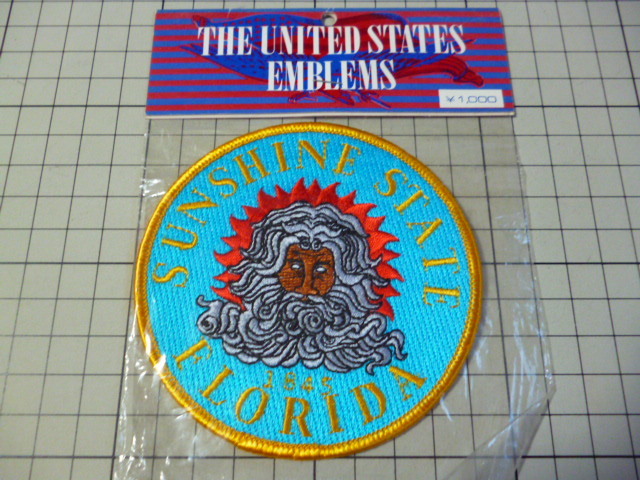 THE UNITED STATES
EMBLEMS
¥1,000
SUNSHINE STATE
1845
FLORIDA